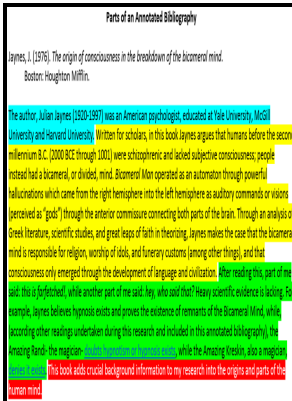 Parts of an Annotated Bibliography
Jaynes, J. (1976). The origin of consciousness in the breakdown of the bicameral mind.
Boston: Houghton Mifflin.
The author, Julian Jaynes (1920-1997) was an American psychologist, educated at Yale University, McGill
University and Harvard University. Written for scholars, in this book Jaynes argues that humans before the second
millennium B.C. (2000 BCE through 1001) were schizophrenic and lacked subjective consciousness; people
instead had a bicameral, or divided, mind. Bicameral Man operated as an automaton through powerful
hallucinations which came from the right hemisphere into the left hemisphere as auditory commands or visions
(perceived as "gods") through the anterior commissure connecting both parts of the brain. Through an analysis of
Greek literature, scientific studies, and great leaps of faith in theorizing, Jaynes makes the case that the bicameral
mind is responsible for religion, worship of idols, and funerary customs (among other things), and that
consciousness only emerged through the development of language and civilization. After reading this, part of me
said: this is farfetched!, while another part of me said: hey, who said that? Heavy scientific evidence is lacking. For
example, Jaynes believes hypnosis exists and proves the existence of remnants of the Bicameral Mind, while,
(according other readings undertaken during this research and included in this annotated bibliography), the
Amazing Randi- the magician- doubts hypnotism or hypnosis exists, while the Amazing Kreskin, also a magician,
denies it exists. This book adds crucial background information to my research into the origins and parts of the
human mind.